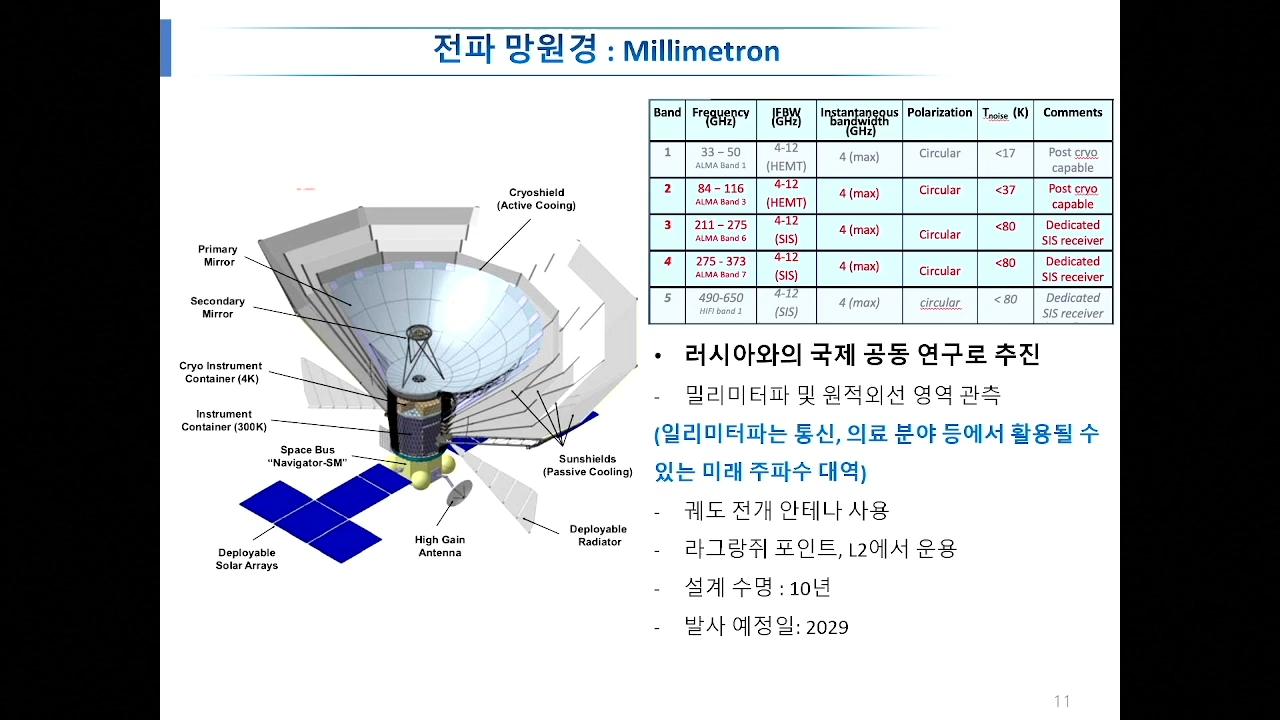 전파 망원경 : Millimetron
Band Frequency (GHz) IFBW (GHz) Instantaneous bandwidth (GHz) Polarization Tnoise (K) Comments
1 33 – 50 ALMA Band 1 4-12 (HEMT) 4 (max) Circular <17 Post cryo capable
2 84 – 116 ALMA Band 3 4-12 (HEMT) 4 (max) Circular <37 Post cryo capable
3 211 – 275 ALMA Band 6 4-12 (SIS) 4 (max) Circular <80 Dedicated SIS receiver
4 275 - 373 ALMA Band 7 4-12 (SIS) 4 (max) Circular <80 Dedicated SIS receiver
5 490-650 HIFI band 1 4-12 (SIS) 4 (max) circular < 80 Dedicated SIS receiver
Cryoshield
(Active Cooing)
Primary
Mirror
Secondary
Mirror
Cryo Instrument
Container (4K)
Instrument
Container (300K)
Space Bus
“Navigator-SM”
Sunshields
(Passive Cooling)
High Gain
Antenna
Deployable
Radiator
Deployable
Solar Arrays
• 러시아와의 국제 공동 연구로 추진
- 밀리미터파 및 원적외선 영역 관측
(일리미터파는 통신, 의료 분야 등에서 활용될 수
있는 미래 주파수 대역)
- 궤도 전개 안테나 사용
- 라그랑쥐 포인트, L2에서 운용
- 설계 수명 : 10년
- 발사 예정일: 2029
11